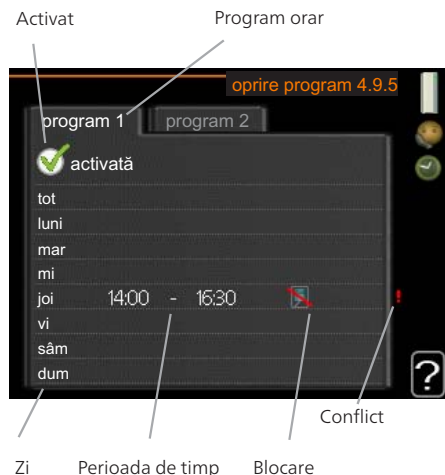 Activat Program orar
oprire program 4.9.5
program 1 program 2
activată
tot
luni
mar
mi
joi 14:00 - 16:30 !
vi
sâm
dum
?
Conflict
Zi Perioada de timp Blocare